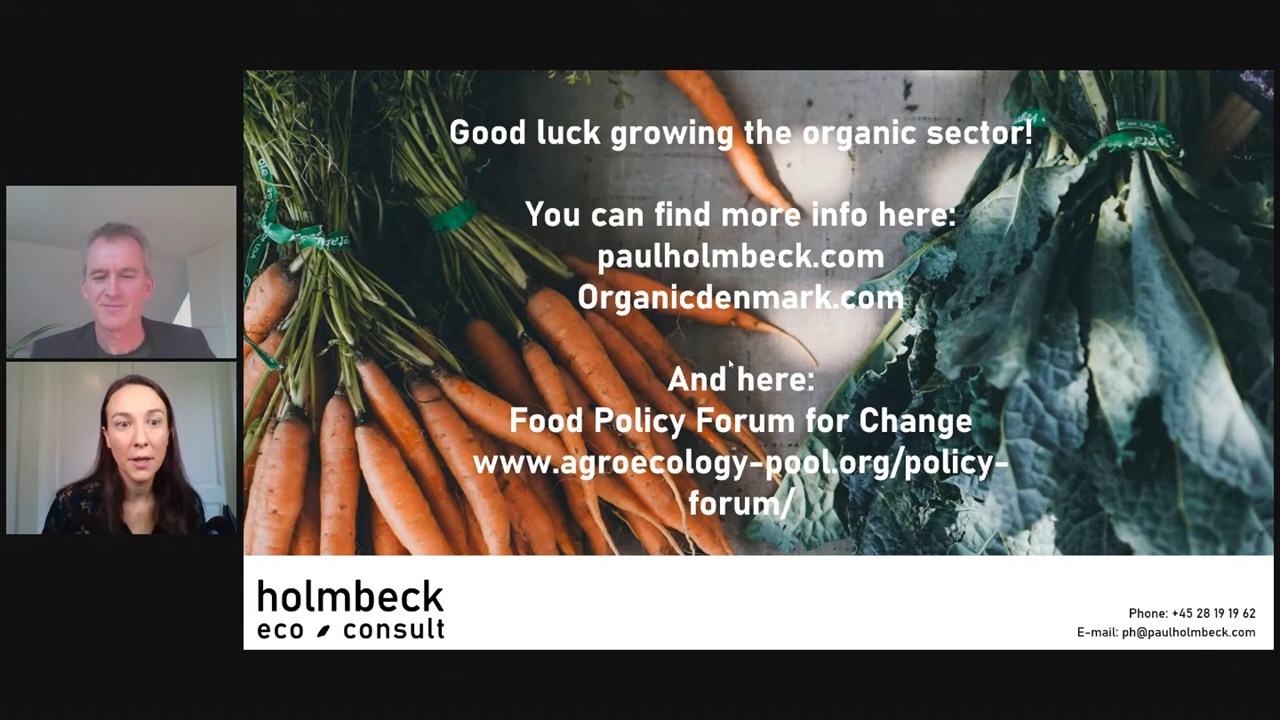 Good luck growing the organic sector!
You can find more info here:
paulholmbeck.com
Organicdenmark.com
And here:
Food Policy Forum for Change
www.agroecology-pool.org/policy-
forum/
holmbeck
eco consult
Phone: +45 28 19 19 62
E-mail: ph@paulholmbeck.com